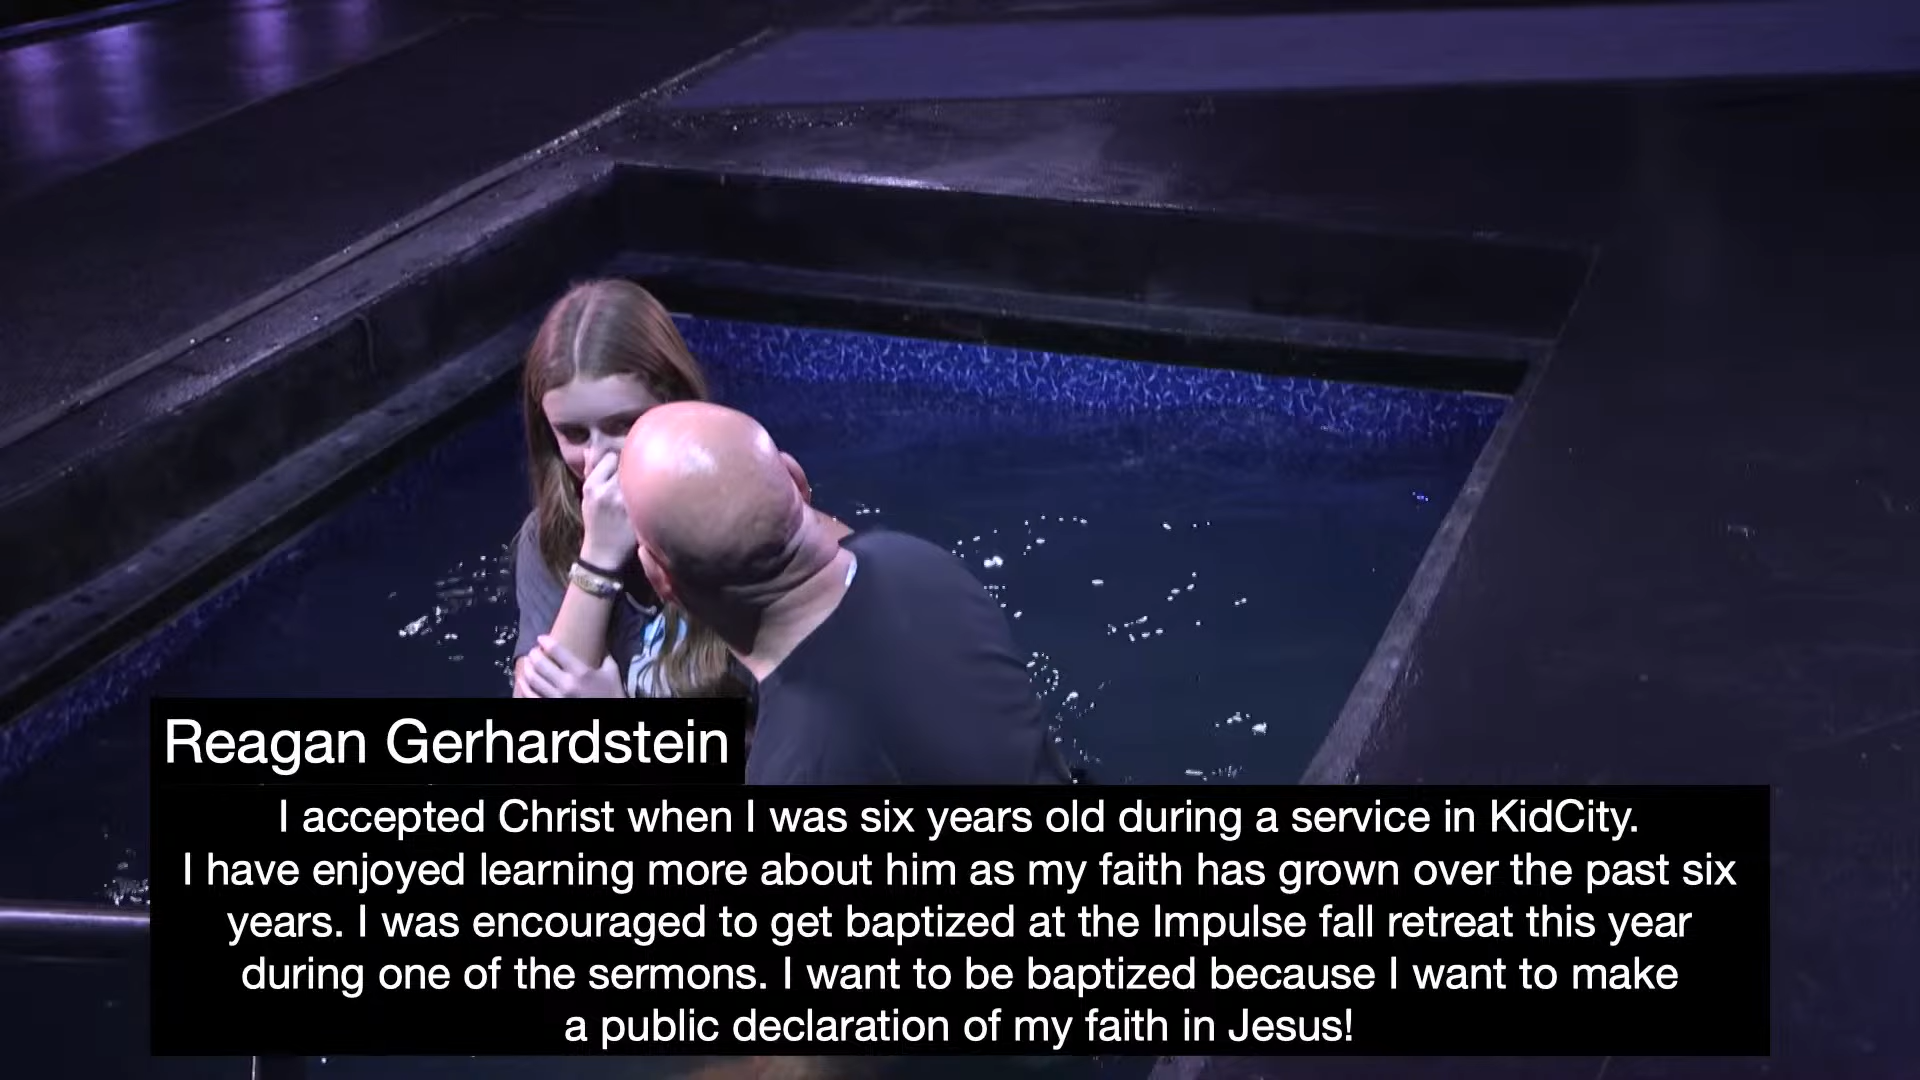 Reagan Gerhardstein
I accepted Christ when I was six years old during a service in KidCity.
I have enjoyed learning more about him as my faith has grown over the past six
years. I was encouraged to get baptized at the Impulse fall retreat this year
during one of the sermons. I want to be baptized because I want to make
a public declaration of my faith in Jesus!